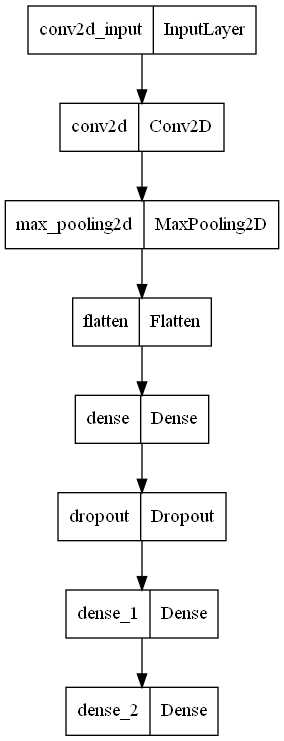 conv2d_input InputLayer
conv2d Conv2D
max_pooling2d MaxPooling2D
flatten Flatten
dense Dense
dropout Dropout
dense_1 Dense
dense_2 Dense